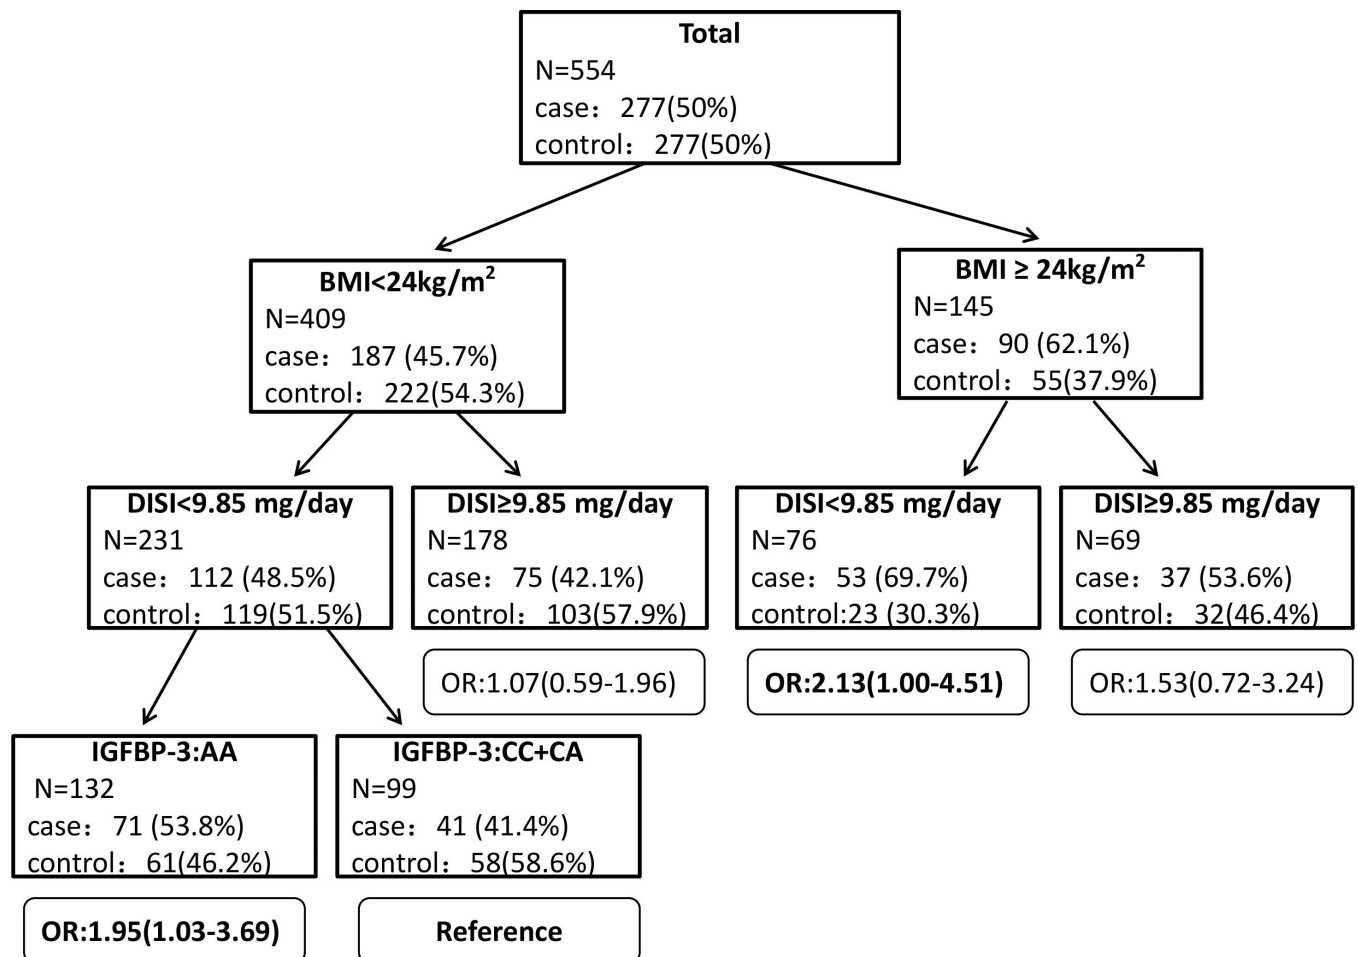 Total
N=554
case：277(50%)
control：277(50%)
BMI<24kg/m²
N=409
case：187 (45.7%)
control：222(54.3%)
BMI ≥ 24kg/m²
N=145
case：90 (62.1%)
control：55(37.9%)
DISI<9.85 mg/day
N=231
case：112 (48.5%)
control：119(51.5%)
DISI≥9.85 mg/day
N=178
case：75 (42.1%)
control：103(57.9%)
OR:1.07(0.59-1.96)
DISI<9.85 mg/day
N=76
case：53 (69.7%)
control:23 (30.3%)
OR:2.13(1.00-4.51)
DISI≥9.85 mg/day
N=69
case：37 (53.6%)
control：32(46.4%)
OR:1.53(0.72-3.24)
IGFBP-3:AA
N=132
case：71 (53.8%)
control：61(46.2%)
OR:1.95(1.03-3.69)
IGFBP-3:CC+CA
N=99
case：41 (41.4%)
control：58(58.6%)
Reference